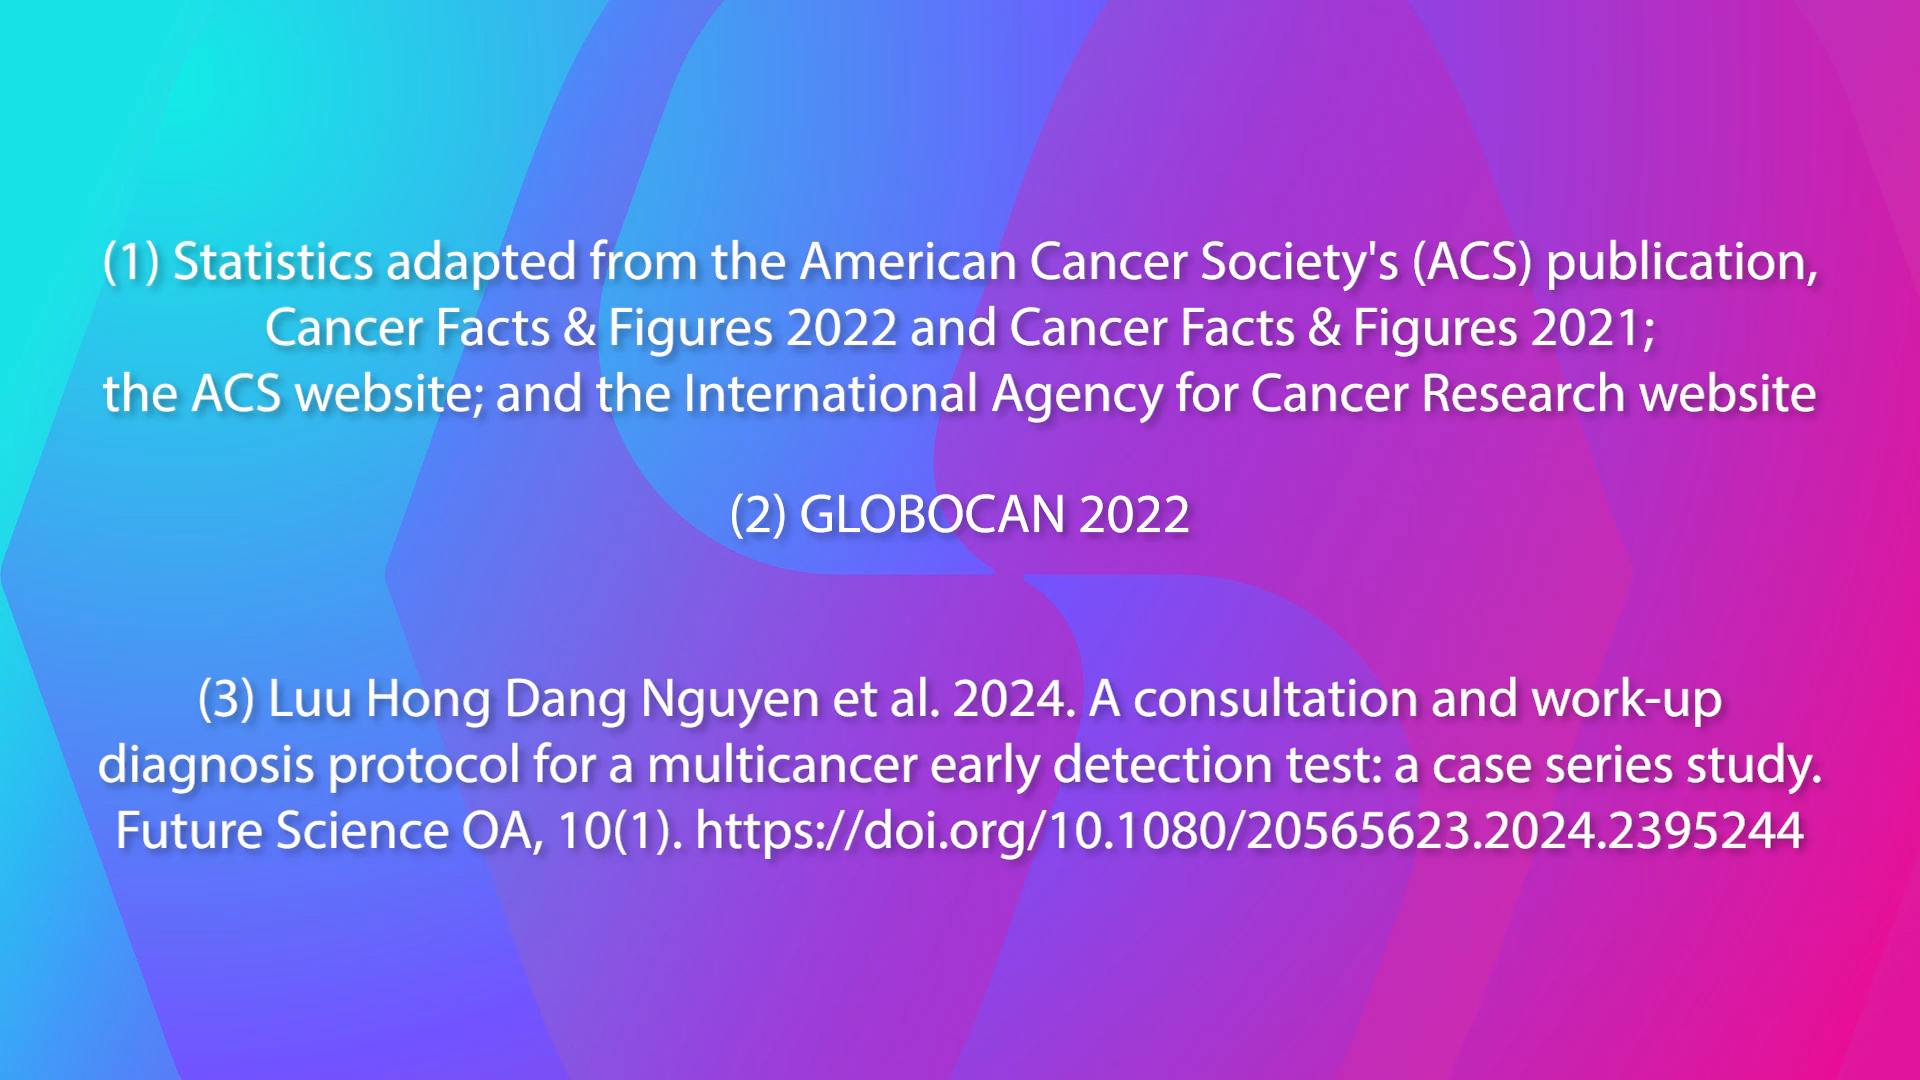 (1) Statistics adapted from the American Cancer Society's (ACS) publication,
Cancer Facts & Figures 2022 and Cancer Facts & Figures 2021;
the ACS website; and the International Agency for Cancer Research website
(2) GLOBOCAN 2022
(3) Luu Hong Dang Nguyen et al. 2024. A consultation and work-up
diagnosis protocol for a multicancer early detection test: a case series study.
Future Science OA, 10(1). https://doi.org/10.1080/20565623.2024.2395244